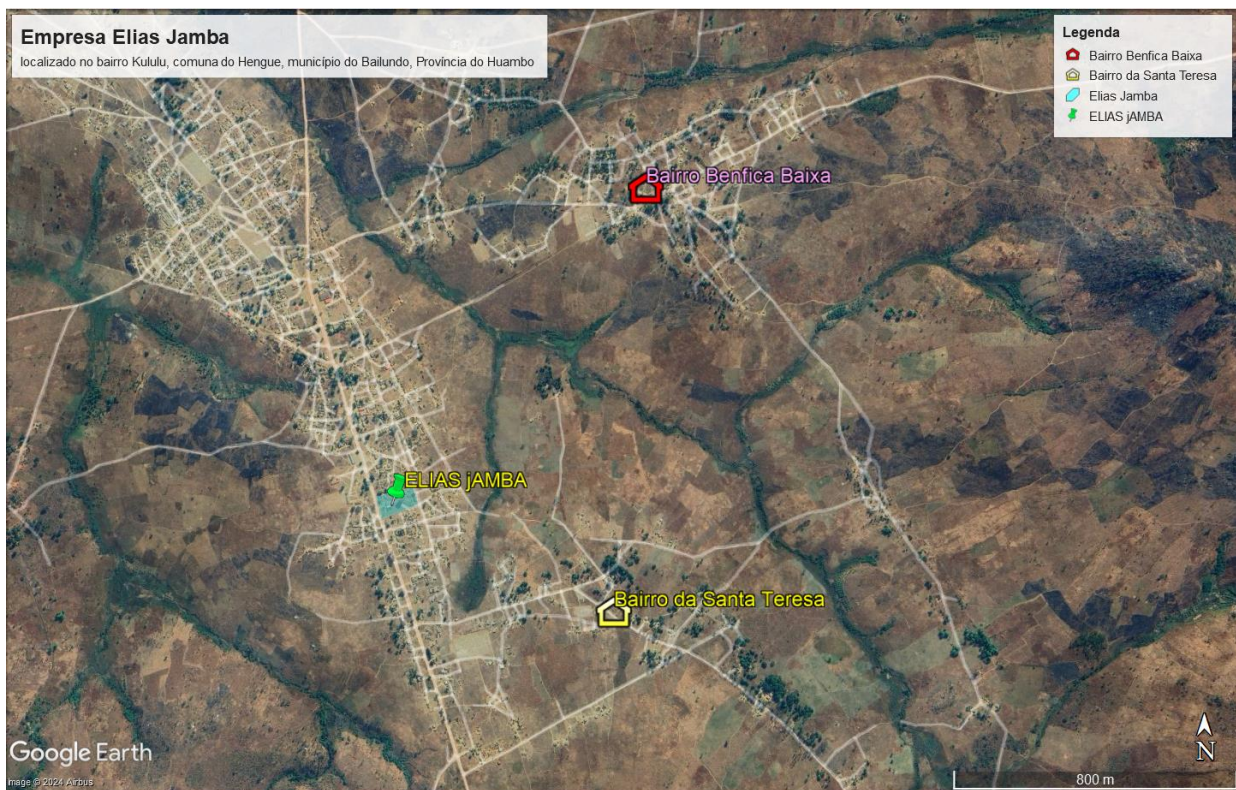 Empresa Elias Jamba
localizado no bairro Kululu, comuna do Hengue, município do Bailundo, Província do Huambo
Legenda
Bairro Benfica Baixa
Bairro da Santa Teresa
Elias Jamba
ELIAS jAMBA
Bairro Benfica Baixa
ELIAS jAMBA
Bairro da Santa Teresa
Google Earth
Image © 2024 Airbus
N
800 m